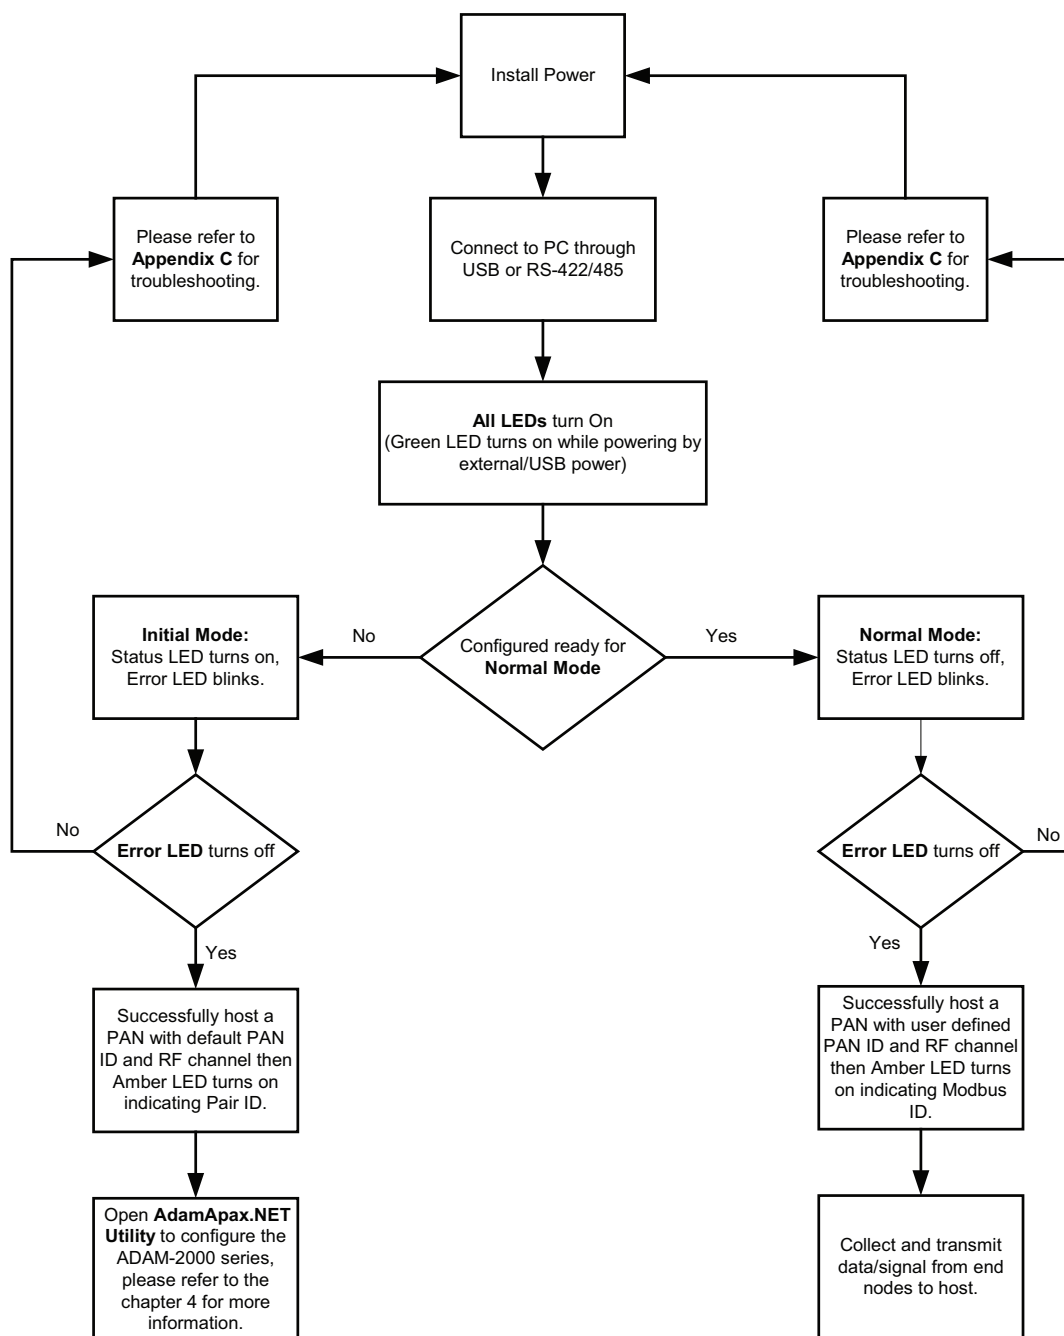 Install Power
Please refer to
Appendix C for
troubleshooting.
Connect to PC through
USB or RS-422/485
Please refer to
Appendix C for
troubleshooting.
All LEDs turn On
(Green LED turns on while powering by
external/USB power)
Initial Mode:
Status LED turns on,
Error LED blinks.
No
Configured ready for
Normal Mode
Yes
Normal Mode:
Status LED turns off,
Error LED blinks.
No
Error LED turns off
Yes
Error LED turns off
No
Yes
Successfully host a
PAN with default PAN
ID and RF channel then
Amber LED turns on
indicating Pair ID.
Successfully host a
PAN with user defined
PAN ID and RF channel
then Amber LED turns
on indicating Modbus
ID.
Open AdamApax.NET
Utility to configure the
ADAM-2000 series,
please refer to the
chapter 4 for more
information.
Collect and transmit
data/signal from end
nodes to host.